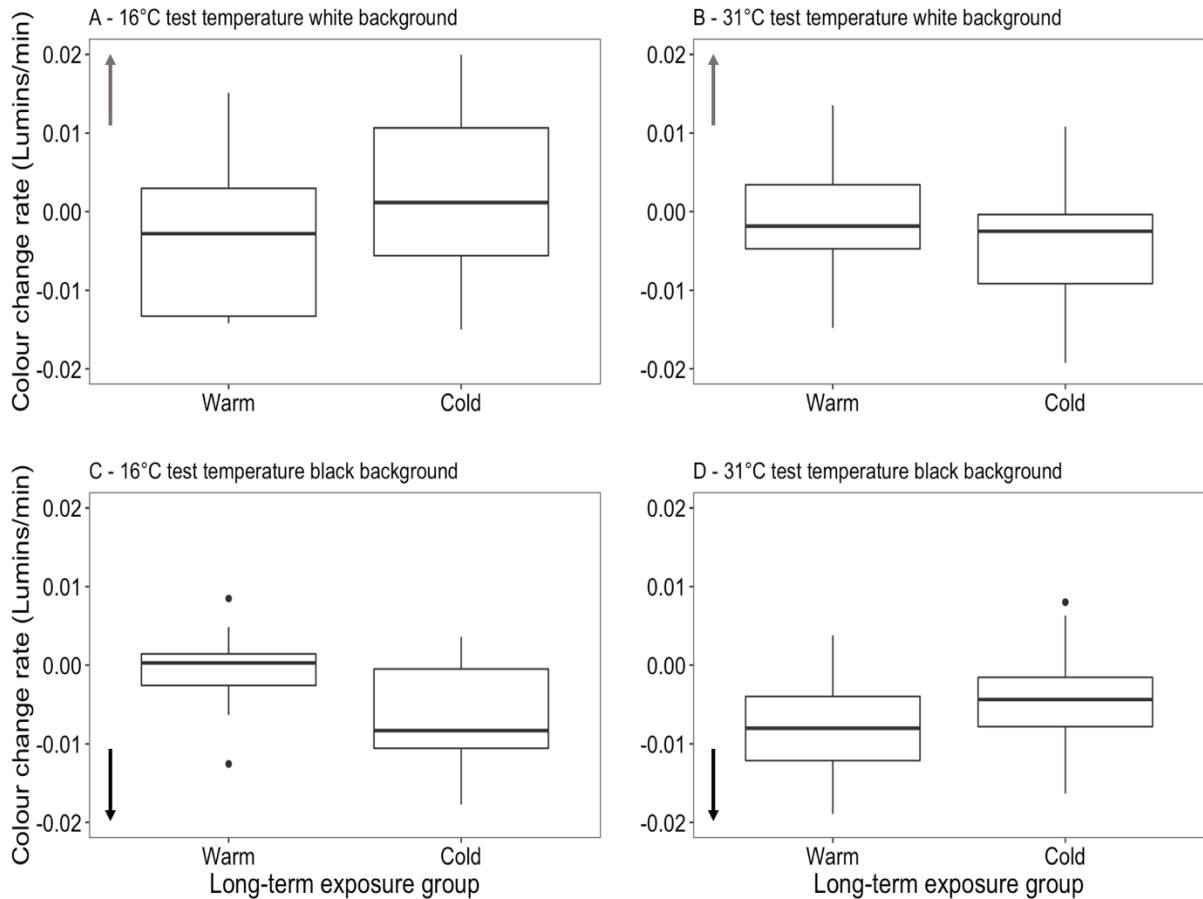 A - 16°C test temperature white background
B - 31°C test temperature white background
Colour change rate (Lumins/min)
0.02
0.01
0.00
-0.01
-0.02
Warm
Cold
0.02
0.01
0.00
-0.01
-0.02
Warm
Cold
C - 16°C test temperature black background
D - 31°C test temperature black background
Colour change rate (Lumins/min)
0.02
0.01
0.00
-0.01
-0.02
Warm
Cold
Long-term exposure group
0.02
0.01
0.00
-0.01
-0.02
Warm
Cold
Long-term exposure group